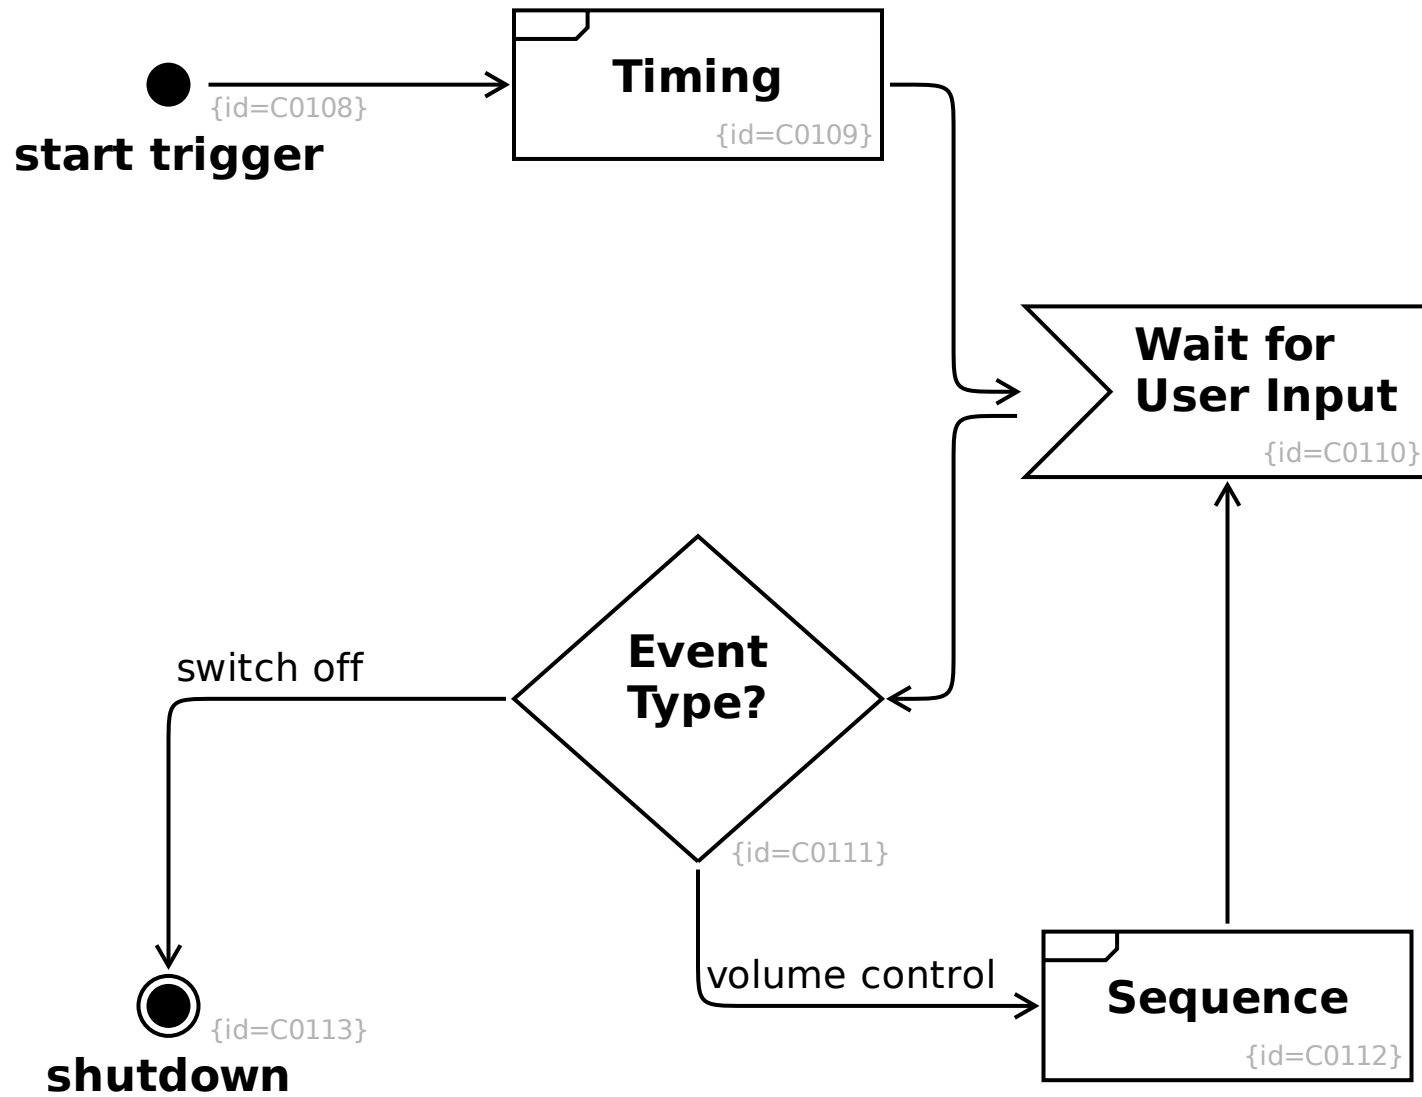 Timing
{id=C0108}
{id=C0109}
start trigger
Wait for
User Input
{id=C0110}
Event
Type?
switch off
{id=C0111}
volume control
Sequence
{id=C0112}
{id=C0113}
shutdown